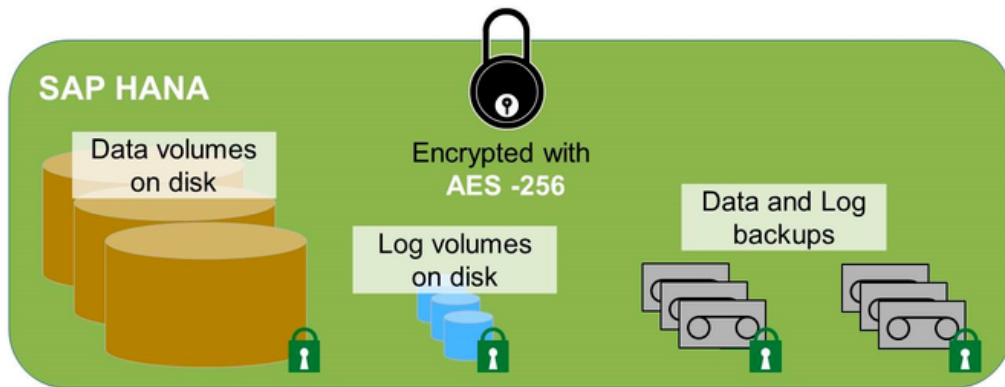 SAP HANA
Data volumes
on disk
Encrypted with
AES -256
Log volumes
on disk
Data and Log
backups